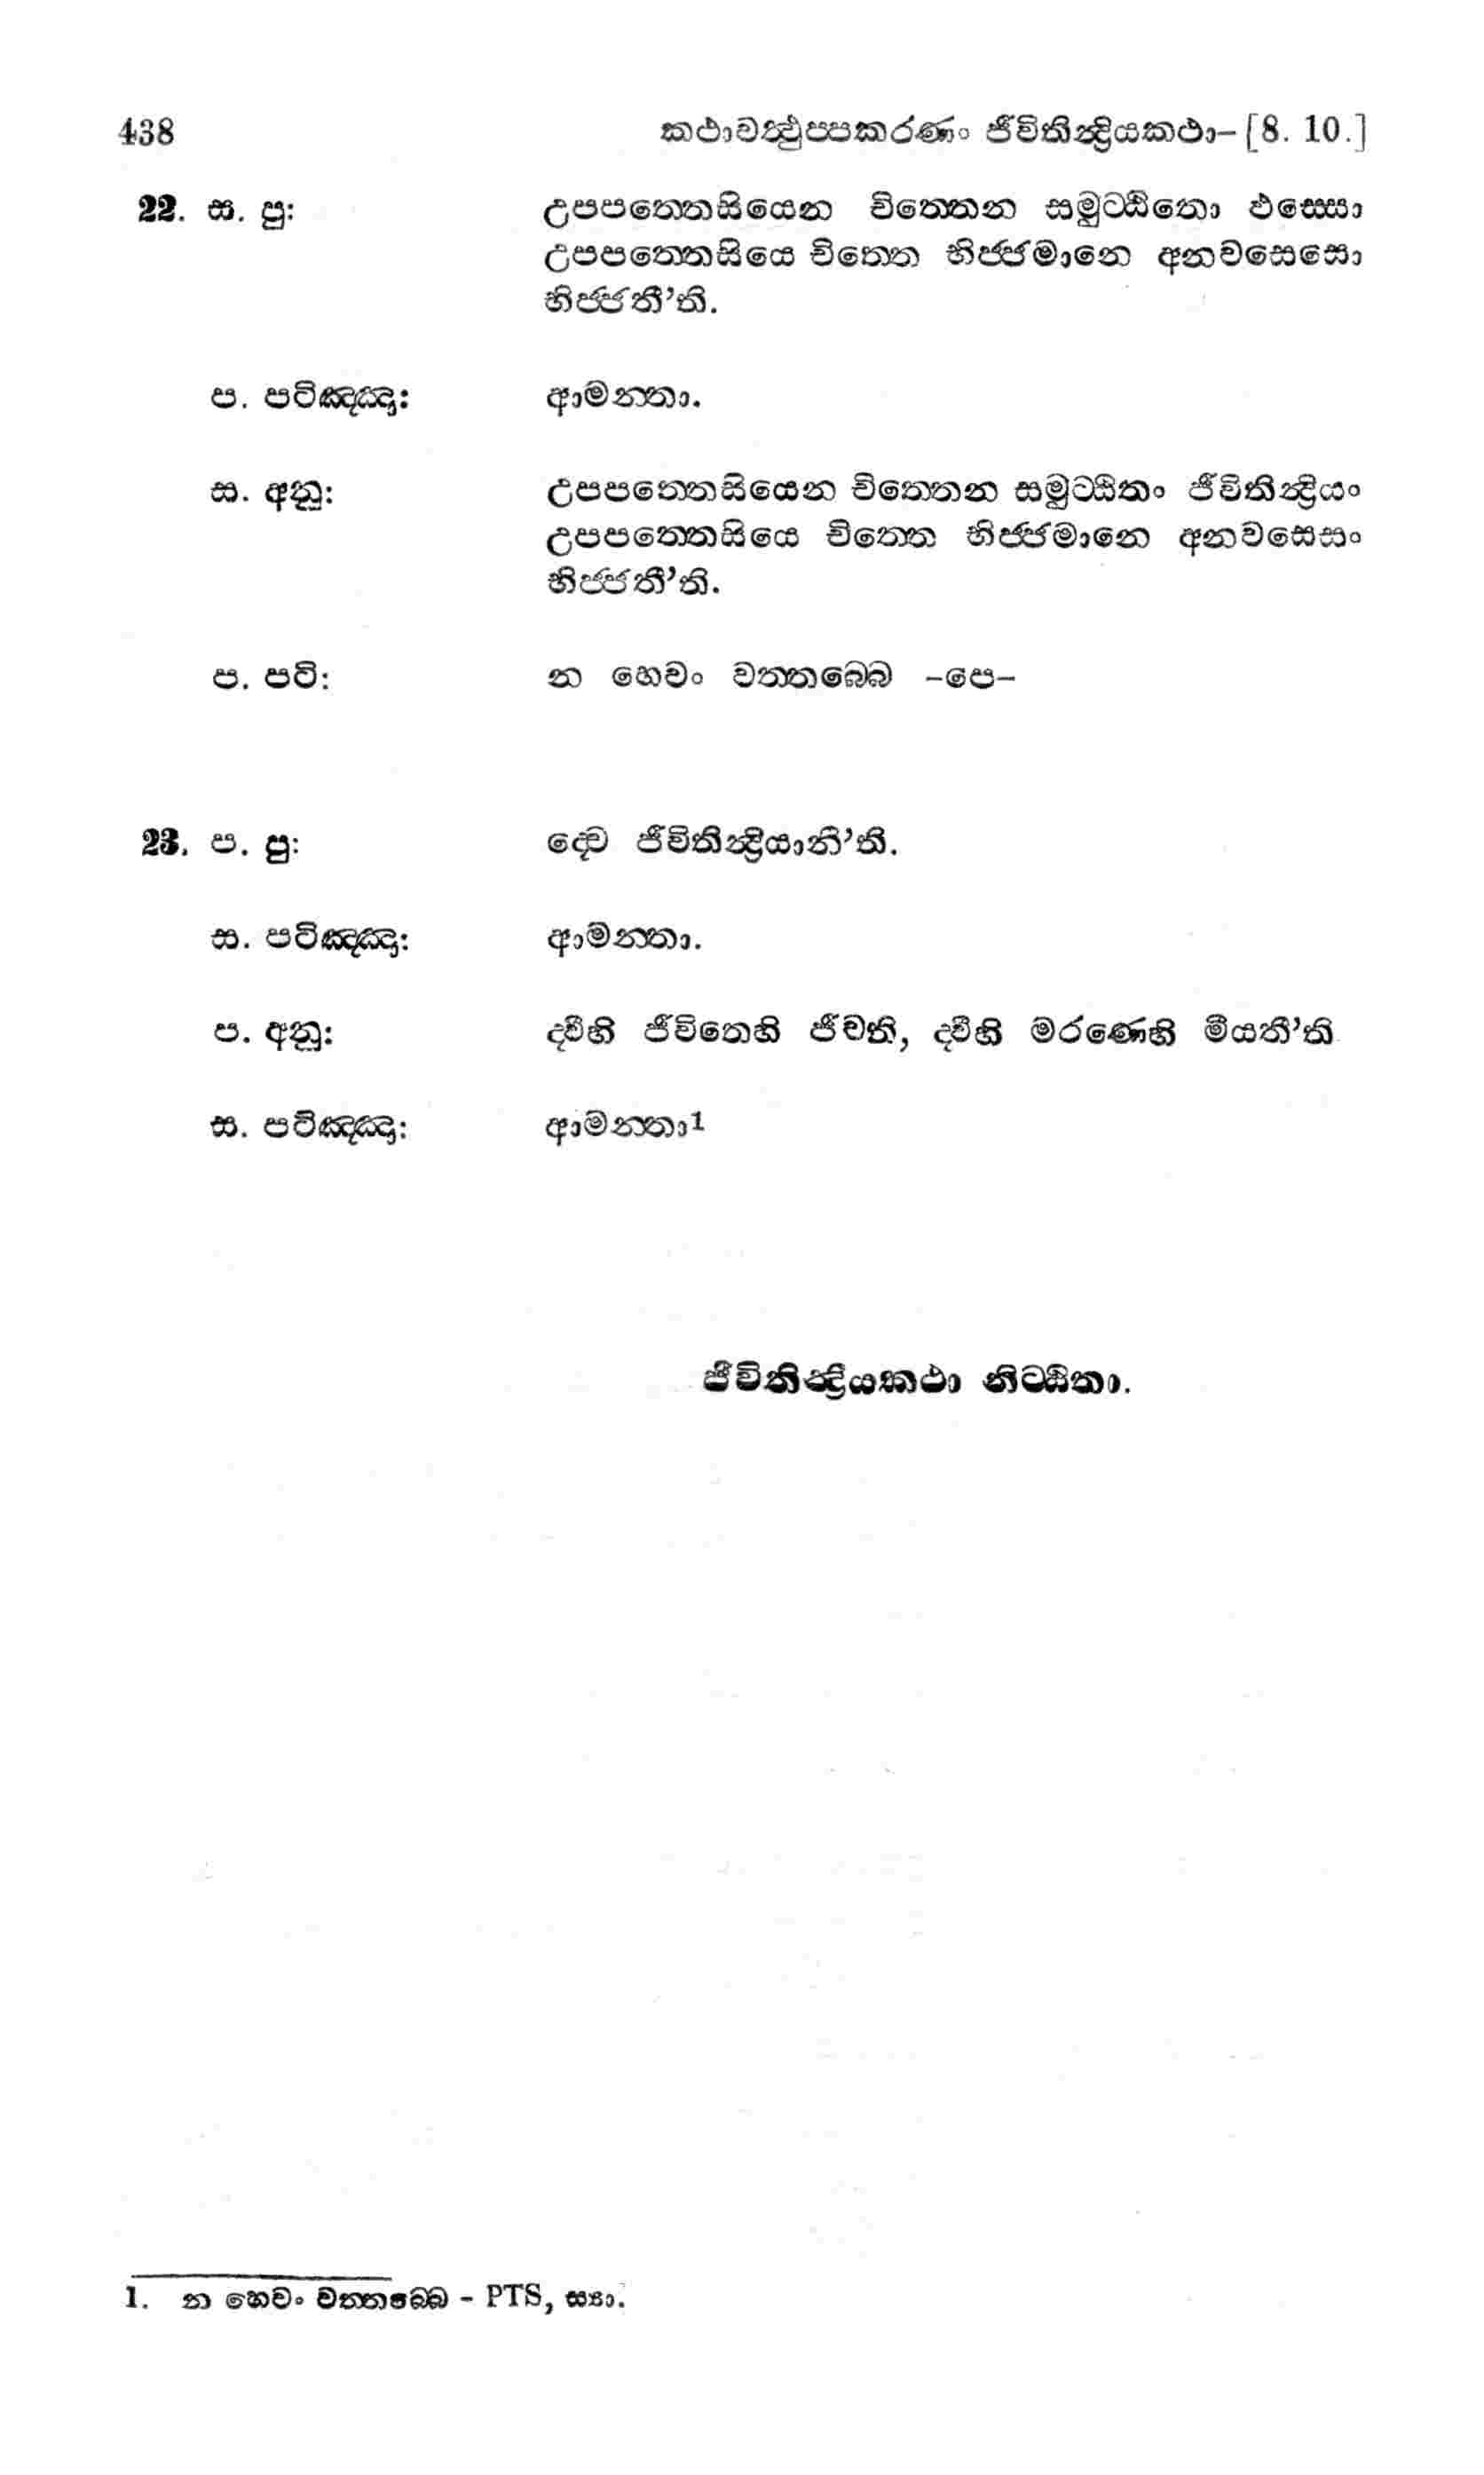 438 කථාවත්‍ථුප්‍පකරණං ජීවිතින්‍ද්‍රියකථා– [8. 10.]
22. ස. පු: උපපත්තෙසියෙන චිත්තෙන සමුට්ඨිතො ඵස්සො
උපපත්තෙසියෙ චිත්තෙ භිජ්ජමානෙ අනවසෙසො
භිජ්ජතී’ති.
ප. පටිඤ්ඤා: ආමන්තා.
ස. අනු: උපපත්තෙසියෙන චිත්තෙන සමුට්ඨිතං ජීවිතින්‍ද්‍රියං
උපපත්තෙසියෙ චිත්තෙ භිජ්ජමානෙ අනවසෙසං
භිජ්ජතී’ති.
ප. පටි: න හෙවං වත්තබ්බෙ –පෙ–
23. ප. පු: ද්වෙ ජීවිතින්‍ද්‍රියානී’ති.
ස. පටිඤ්ඤා: ආමන්තා.
ප. අනු: ද්වීහි ජීවිතෙහි ජීවති, ද්වීහි මරණෙහි මීයතී’ති
ස. පටිඤ්ඤා: ආමන්තා1
ජීවිතින්‍ද්‍රියකථා නිට්ඨිතා.
1. න හෙවං වත්තබ්බෙ - PTS, ස්‍යා.